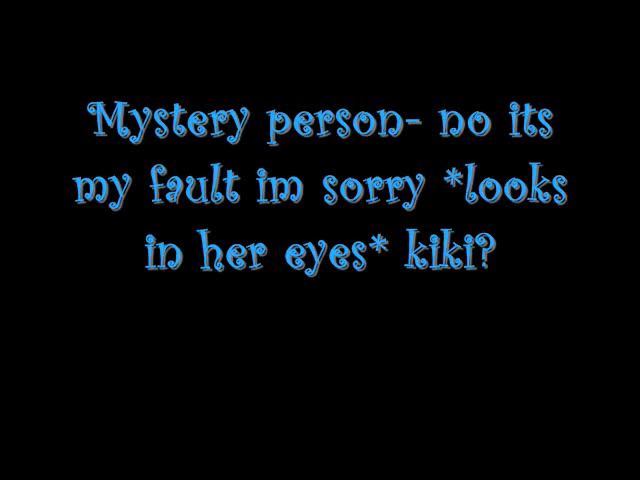 Mystery person- no its
my fault im sorry *looks
in her eyes* kiki?